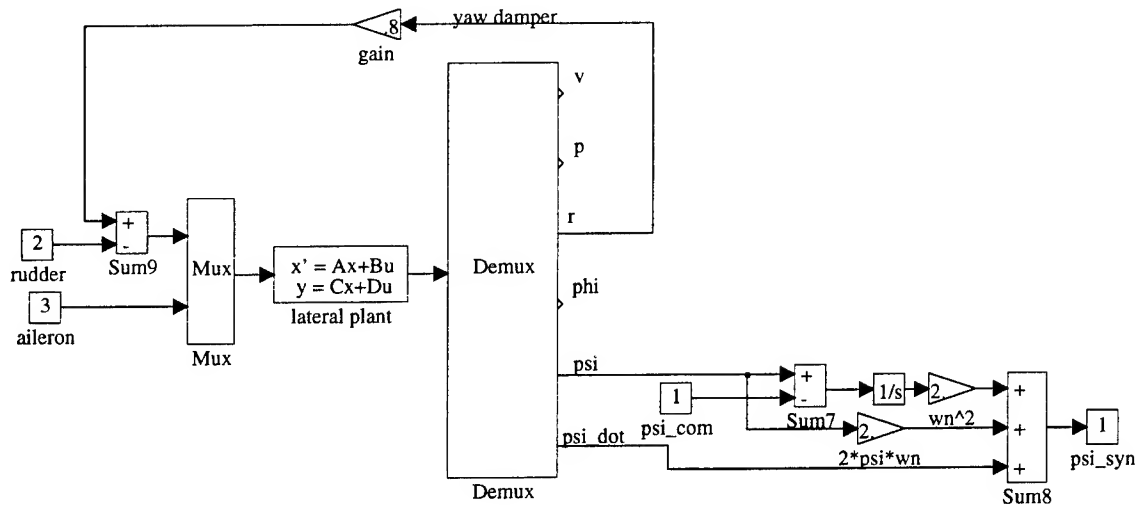 yaw damper
.8
gain
v
p
r
phi
psi
psi_dot
Demux
Demux
+
-
Sum9
2
rudder
3
aileron
Mux
Mux
x' = Ax+Bu
y = Cx+Du
lateral plant
1
psi_com
+
-
Sum7
1/s
2.
2.
wn^2
2*psi*wn
+
+
+
Sum8
1
psi_syn